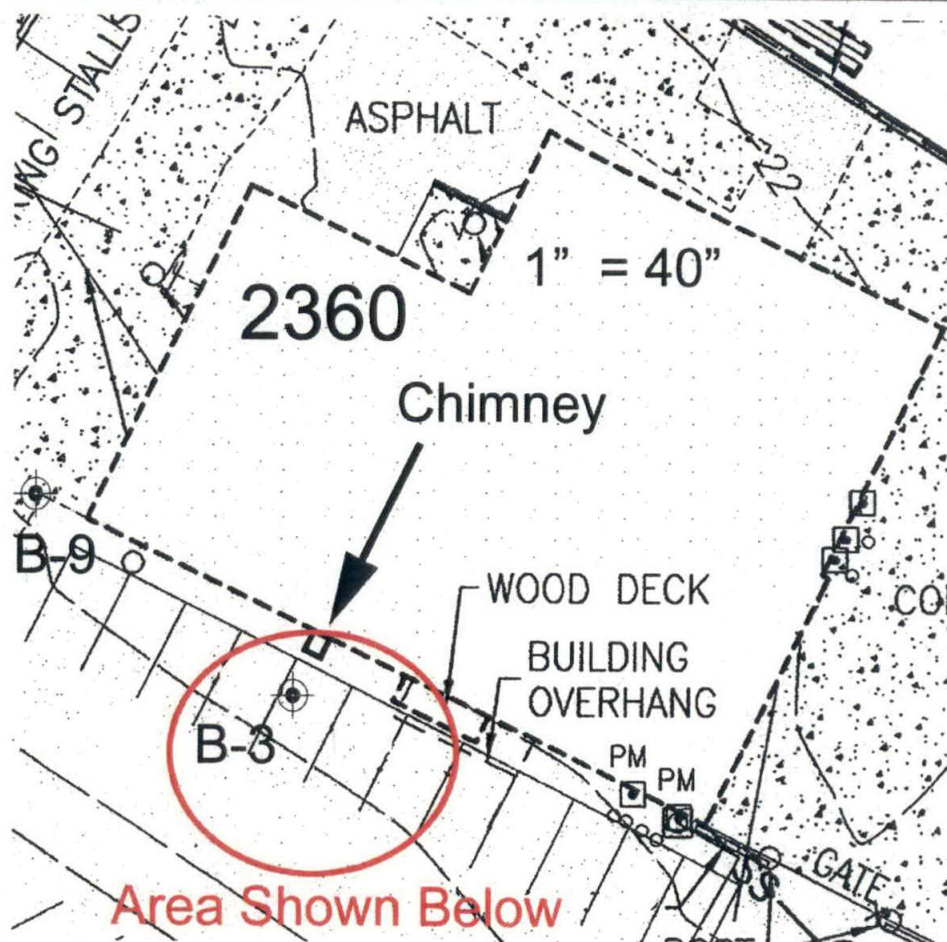 STALLS
ASPHALT
22
1” = 40”
2360
Chimney
B-9
WOOD DECK
BUILDING
OVERHANG
B-3
PM
PM
SS
GATE
Area Shown Below